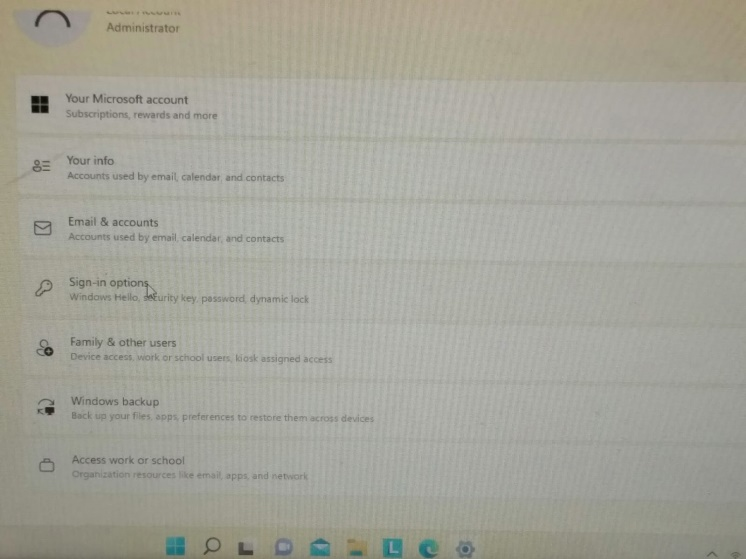 Administrator
Your Microsoft account
Subscriptions, rewards and more
Your info
Accounts used by email, calendar, and contacts
Email & accounts
Accounts used by email, calendar, and contacts
Sign-in options
Windows Hello, security key, password, dynamic lock
Family & other users
Device access, work or school users, kiosk assigned access
Windows backup
Back up your files, apps, preferences to restore them across devices
Access work or school
Organization resources like email, apps, and network
L